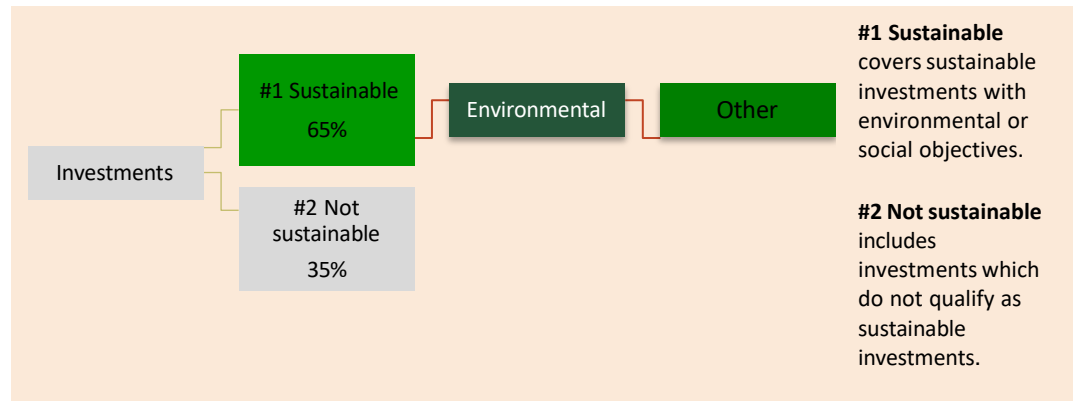 Investments
#1 Sustainable
65%
#2 Not
sustainable
35%
Environmental
Other
#1 Sustainable
covers sustainable
investments with
environmental or
social objectives.
#2 Not sustainable
includes
investments which
do not qualify as
sustainable
investments.